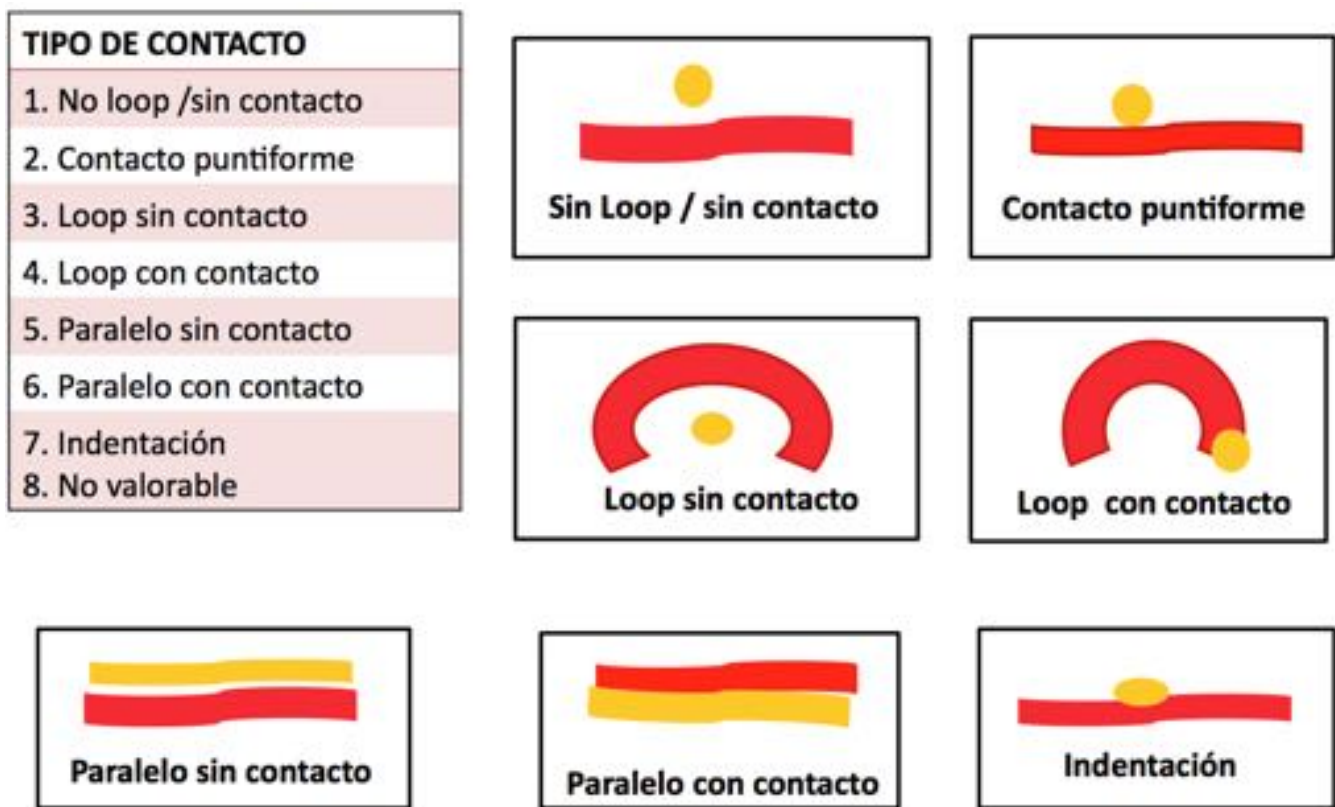 TIPO DE CONTACTO
1. No loop /sin contacto
2. Contacto puntiforme
3. Loop sin contacto
4. Loop con contacto
5. Paralelo sin contacto
6. Paralelo con contacto
7. Indentación
8. No valorable
Sin Loop / sin contacto
Contacto puntiforme
Loop sin contacto
Loop con contacto
Paralelo sin contacto
Paralelo con contacto
Indentación